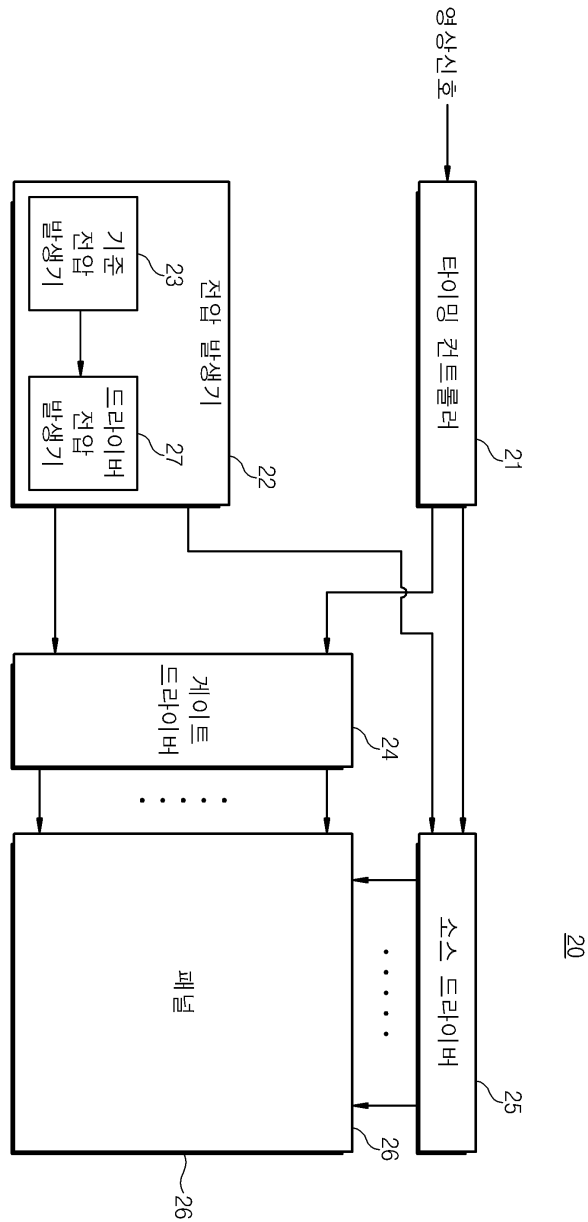 20
영상신호
타이밍 컨트롤러
21
소스 드라이버
25
전압 발생기
22
기준
전압
발생기
23
드라이버
전압
발생기
27
게이트
드라이버
24
패널
26
26